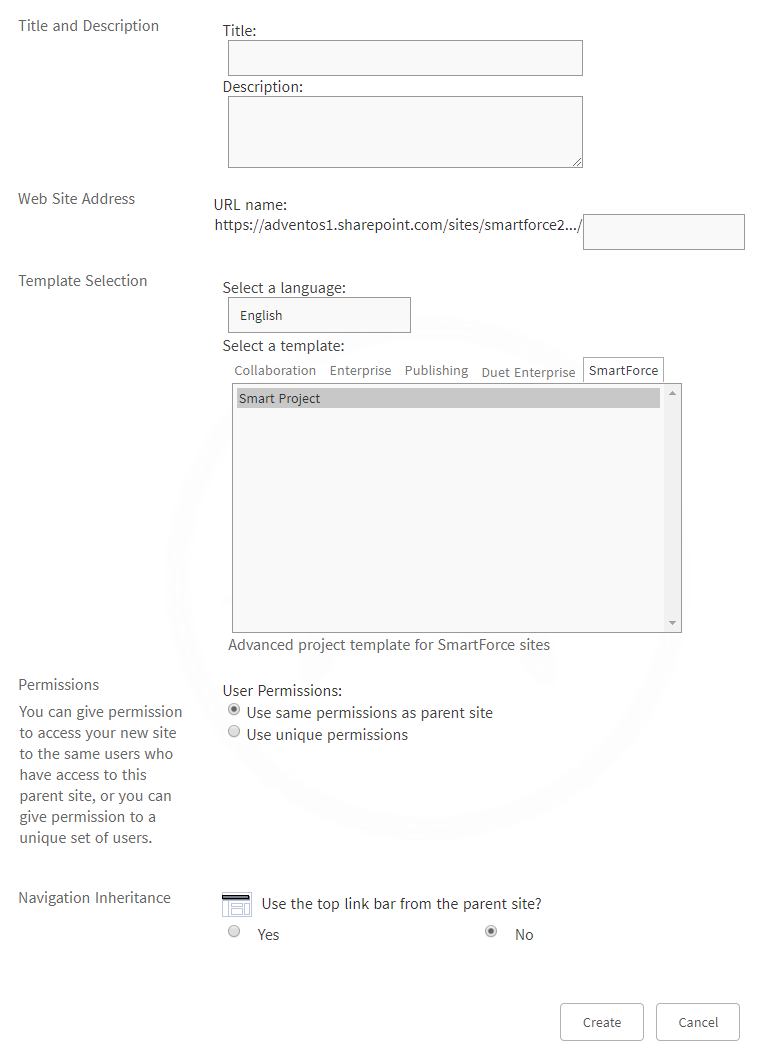 Title and Description
Title:
Description:
Web Site Address
URL name:
https://adventos1.sharepoint.com/sites/smartforce2.../
Template Selection
Select a language:
English
Select a template:
Collaboration Enterprise Publishing Duet Enterprise SmartForce
Smart Project
Advanced project template for SmartForce sites
Permissions
You can give permission
to access your new site
to the same users who
have access to this
parent site, or you can
give permission to a
unique set of users.
User Permissions:
Use same permissions as parent site
Use unique permissions
Navigation Inheritance
Use the top link bar from the parent site?
Yes No
Create Cancel